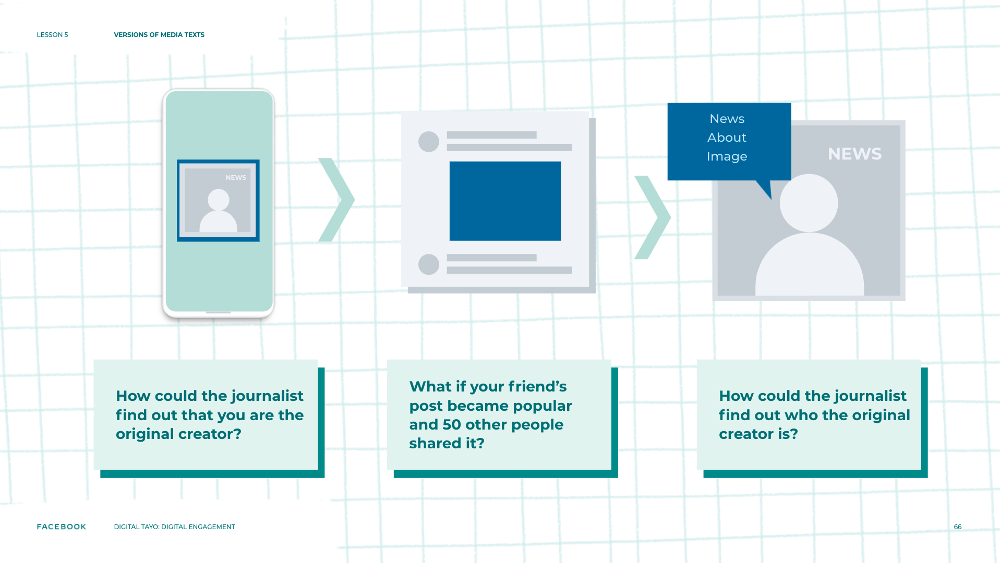 LESSON 5
VERSIONS OF MEDIA TEXTS
NEWS
News
About
Image
NEWS
How could the journalist
find out that you are the
original creator?
What if your friend’s
post became popular
and 50 other people
shared it?
How could the journalist
find out who the original
creator is?
FACEBOOK
DIGITAL TAYO: DIGITAL ENGAGEMENT
66